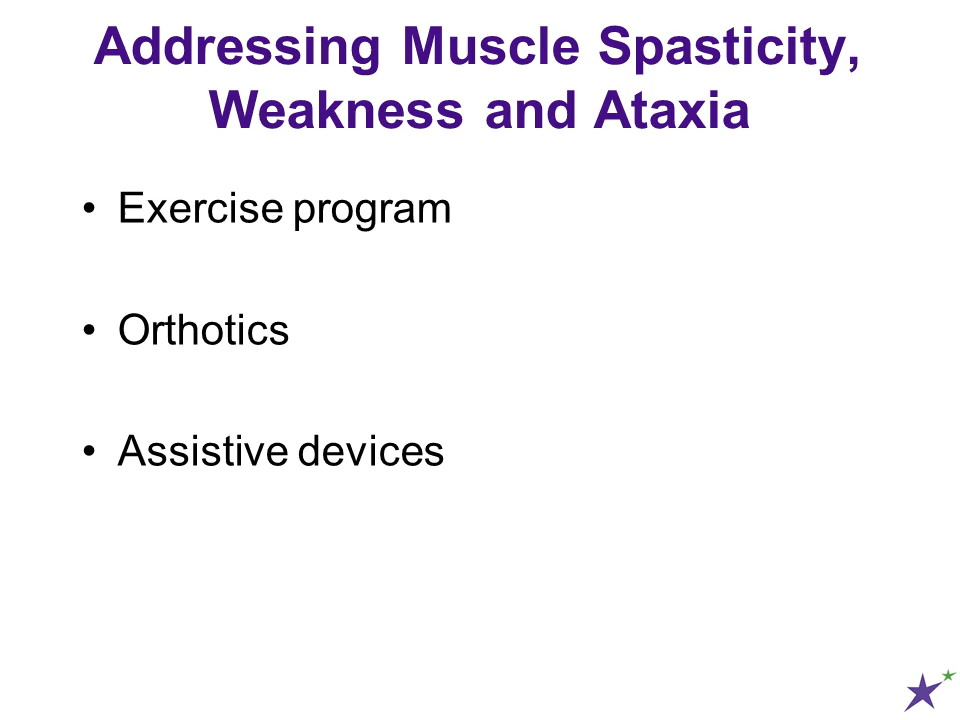 Addressing Muscle Spasticity,
Weakness and Ataxia
• Exercise program
• Orthotics
• Assistive devices